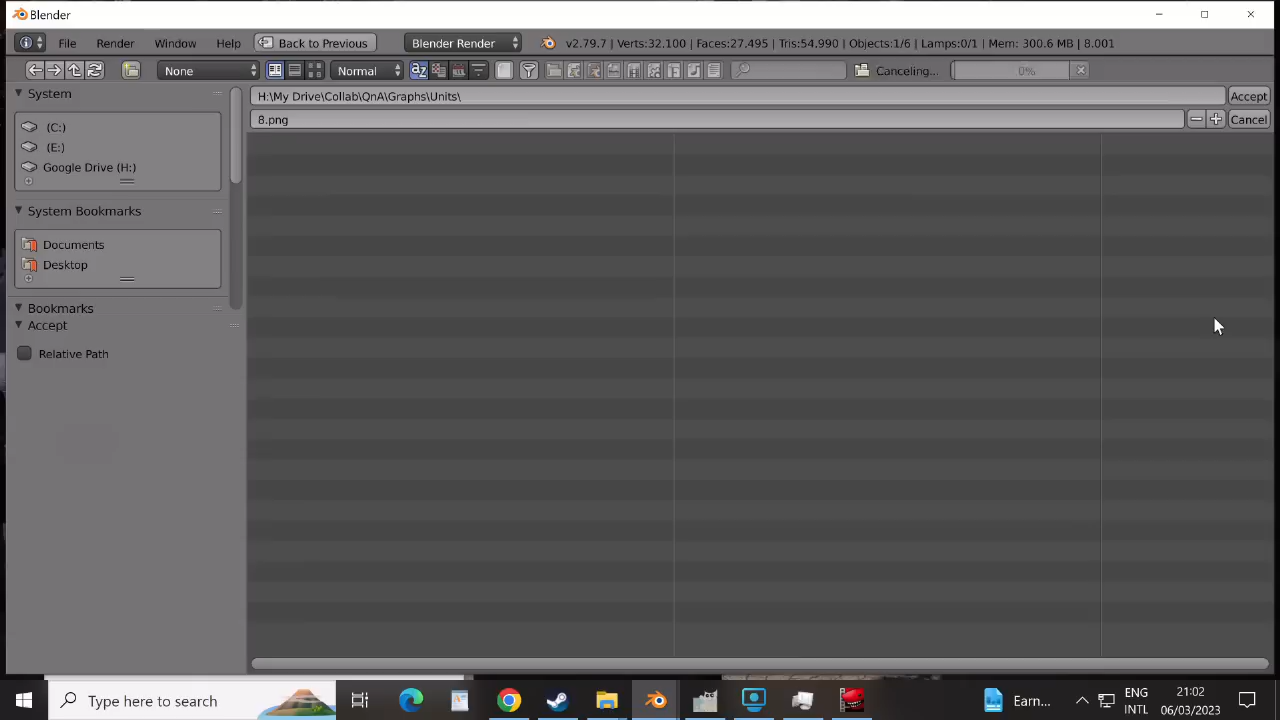 Blender
File Render Window Help Back to Previous Blender Render v2.79.7 | Verts:32.100 | Faces:27.495 | Tris:54.990 | Objects:1/6 | Lamps:0/1 | Mem: 300.6 MB | 8.001
None Normal Canceling... 0%
System H:\My Drive\Collab\QnA\Graphs\Units\ Accept
8.png Cancel
(C:)
(E:)
Google Drive (H:)
System Bookmarks
Documents
Desktop
Bookmarks
Accept
Relative Path
Type here to search Earn... ENG INTL 21:02 06/03/2023